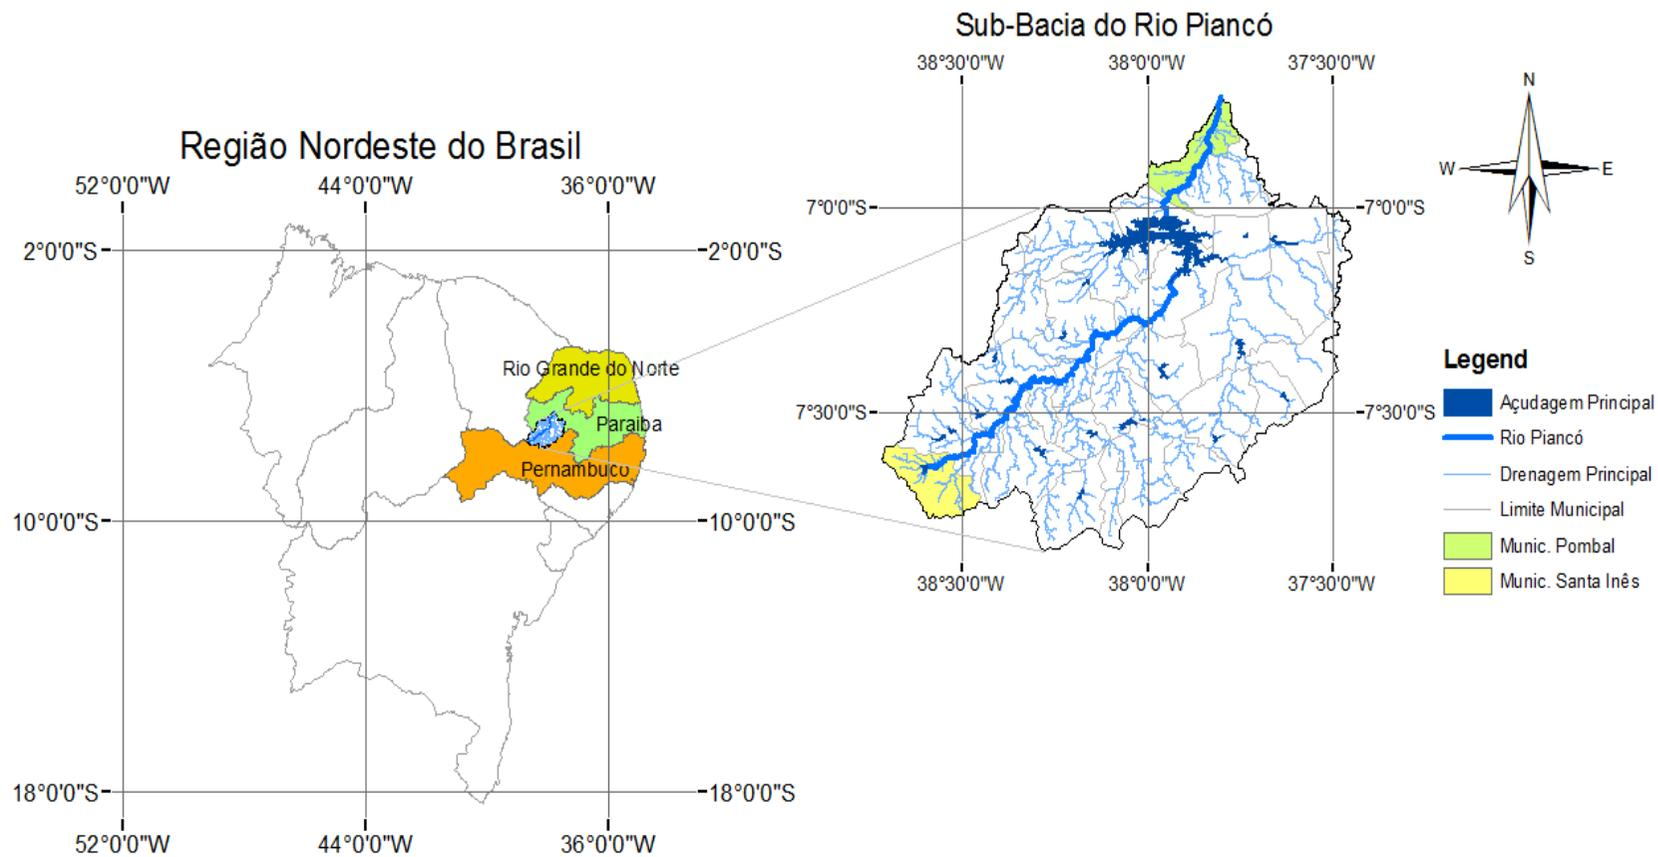 Região Nordeste do Brasil
52°0'0"W 44°0'0"W 36°0'0"W
2°0'0"S 2°0'0"S
Rio Grande do Norte
Paraiba
Pernambuco
10°0'0"S 10°0'0"S
18°0'0"S 18°0'0"S
52°0'0"W 44°0'0"W 36°0'0"W
Sub-Bacia do Rio Piancó
38°30'0"W 38°0'0"W 37°30'0"W
7°0'0"S 7°0'0"S
7°30'0"S 7°30'0"S
38°30'0"W 38°0'0"W 37°30'0"W
N
W E
S
Legend
Açudagem Principal
Rio Piancó
Drenagem Principal
Limite Municipal
Munic. Pombal
Munic. Santa Inês